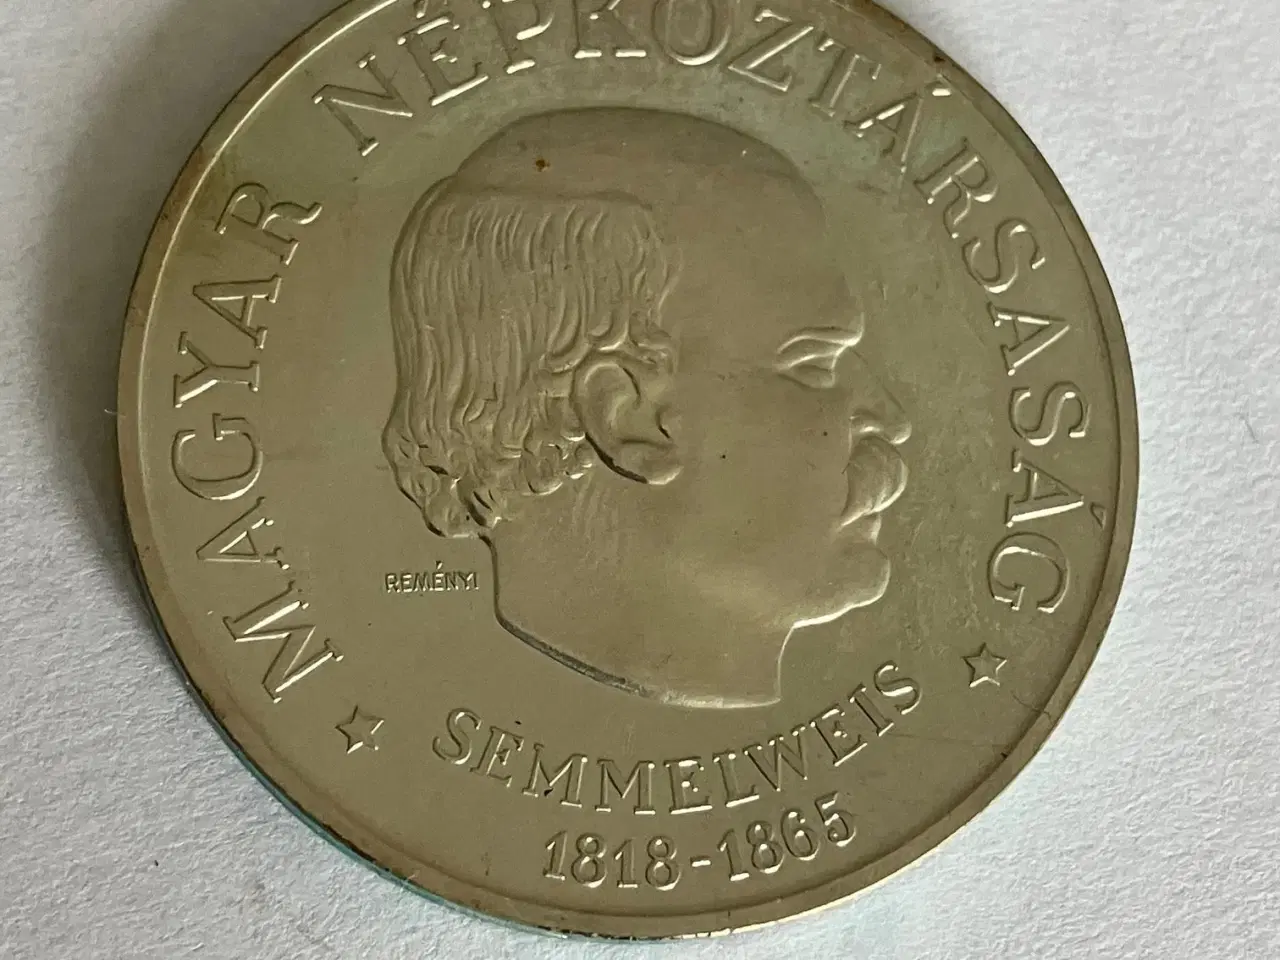 MAGYAR NÉPKÖZTÁRSASÁG
REMÉNYI
SEMMELWEIS
1818-1865